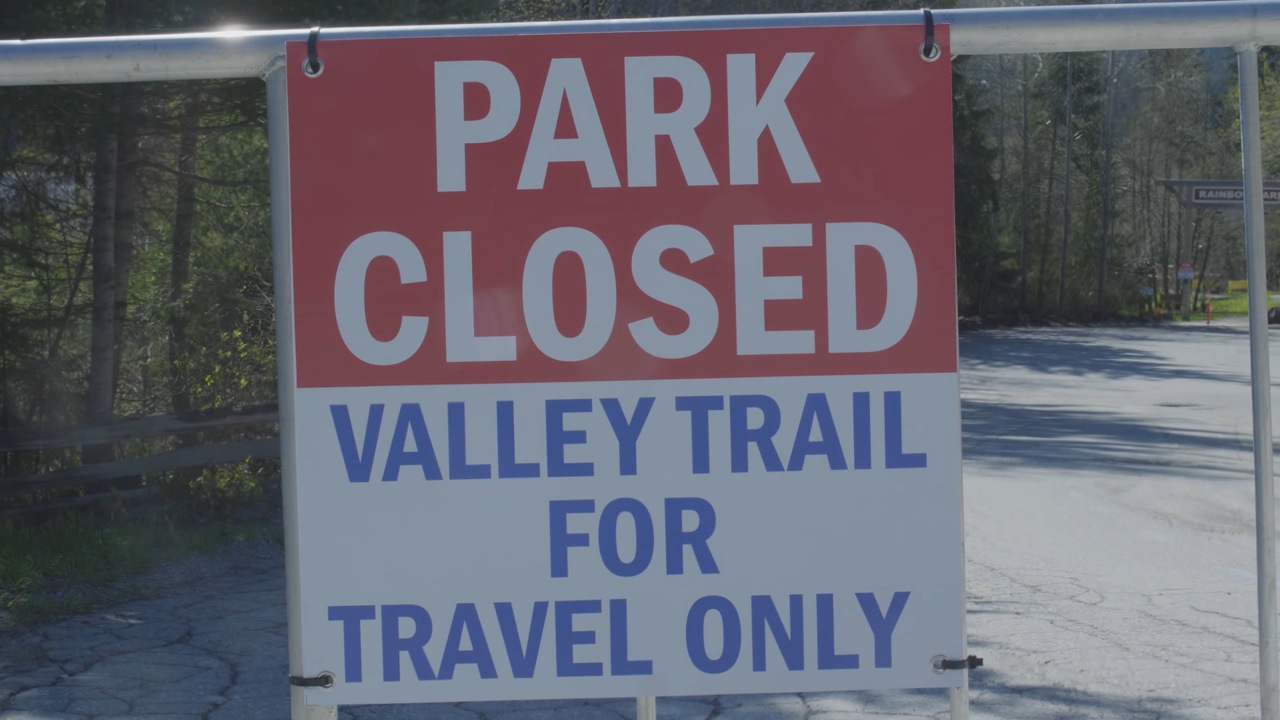 PARK
CLOSED
VALLEY TRAIL
FOR
TRAVEL ONLY